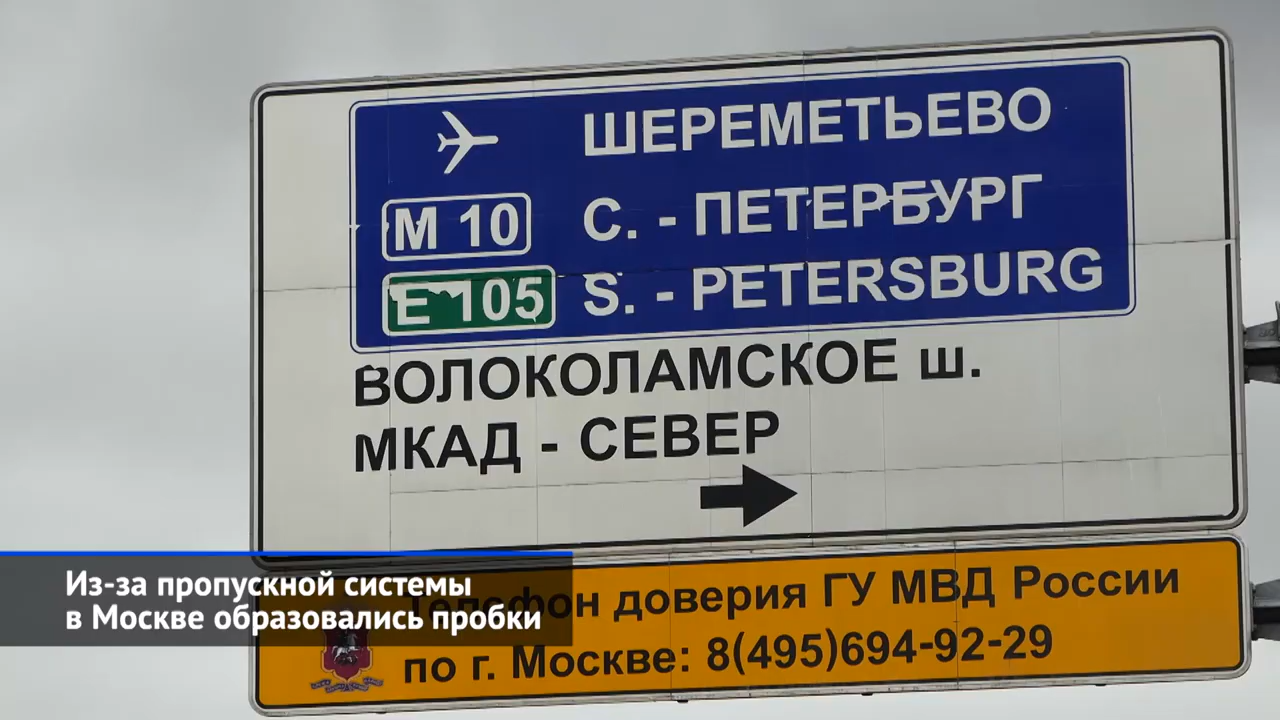 ШЕРЕМЕТЬЕВО
М 10 С. - ПЕТЕРБУРГ
Е 105 S. - PETERSBURG
ВОЛОКОЛАМСКОЕ ш.
МКАД - СЕВЕР
Телефон доверия ГУ МВД России
по г. Москве: 8(495)694-92-29
Из-за пропускной системы
в Москве образовались пробки